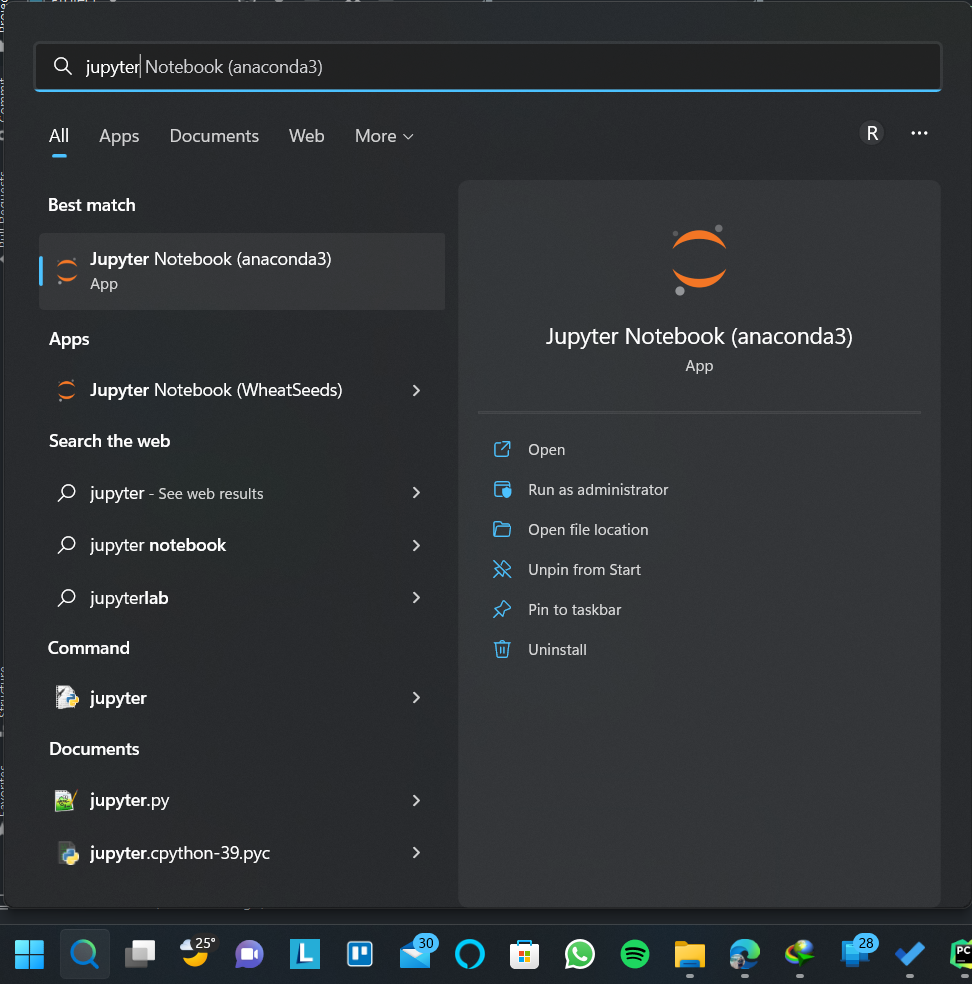 jupyter Notebook (anaconda3)
All Apps Documents Web More R
Best match
Jupyter Notebook (anaconda3)
App
Apps
Jupyter Notebook (WheatSeeds)
Search the web
jupyter - See web results
jupyter notebook
jupyterlab
Command
jupyter
Documents
jupyter.py
jupyter.cpython-39.pyc
Jupyter Notebook (anaconda3)
App
Open
Run as administrator
Open file location
Unpin from Start
Pin to taskbar
Uninstall
25° L 30 28 PC